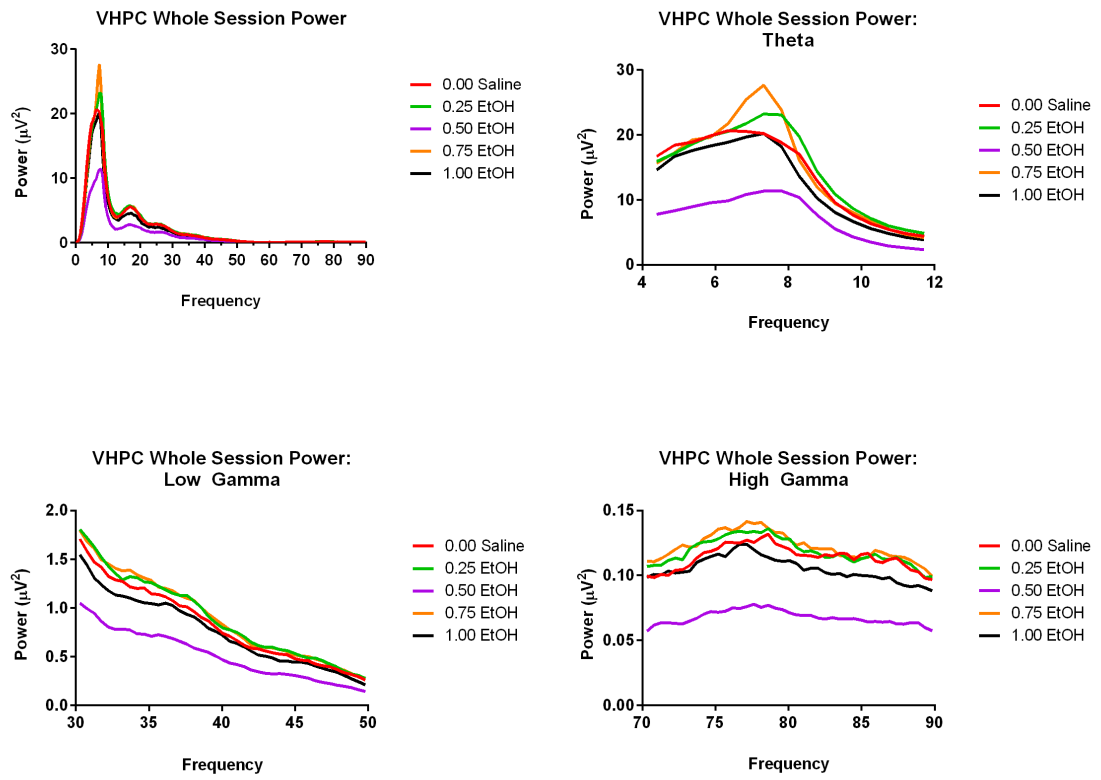 VHPC Whole Session Power
30
20
10
0
Power (μV²)
0 10 20 30 40 50 60 70 80 90
Frequency
0.00 Saline
0.25 EtOH
0.50 EtOH
0.75 EtOH
1.00 EtOH
VHPC Whole Session Power:
Theta
30
20
10
0
Power (μV²)
4 6 8 10 12
Frequency
0.00 Saline
0.25 EtOH
0.50 EtOH
0.75 EtOH
1.00 EtOH
VHPC Whole Session Power:
Low Gamma
2.0
1.5
1.0
0.5
0.0
Power (μV²)
30 35 40 45 50
Frequency
0.00 Saline
0.25 EtOH
0.50 EtOH
0.75 EtOH
1.00 EtOH
VHPC Whole Session Power:
High Gamma
0.15
0.10
0.05
0.00
Power (μV²)
70 75 80 85 90
Frequency
0.00 Saline
0.25 EtOH
0.50 EtOH
0.75 EtOH
1.00 EtOH